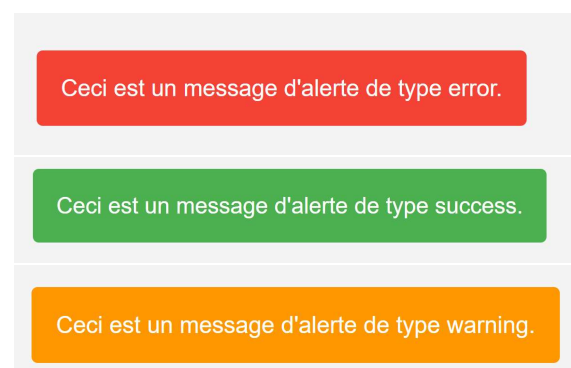 Ceci est un message d'alerte de type error.
Ceci est un message d'alerte de type success.
Ceci est un message d'alerte de type warning.